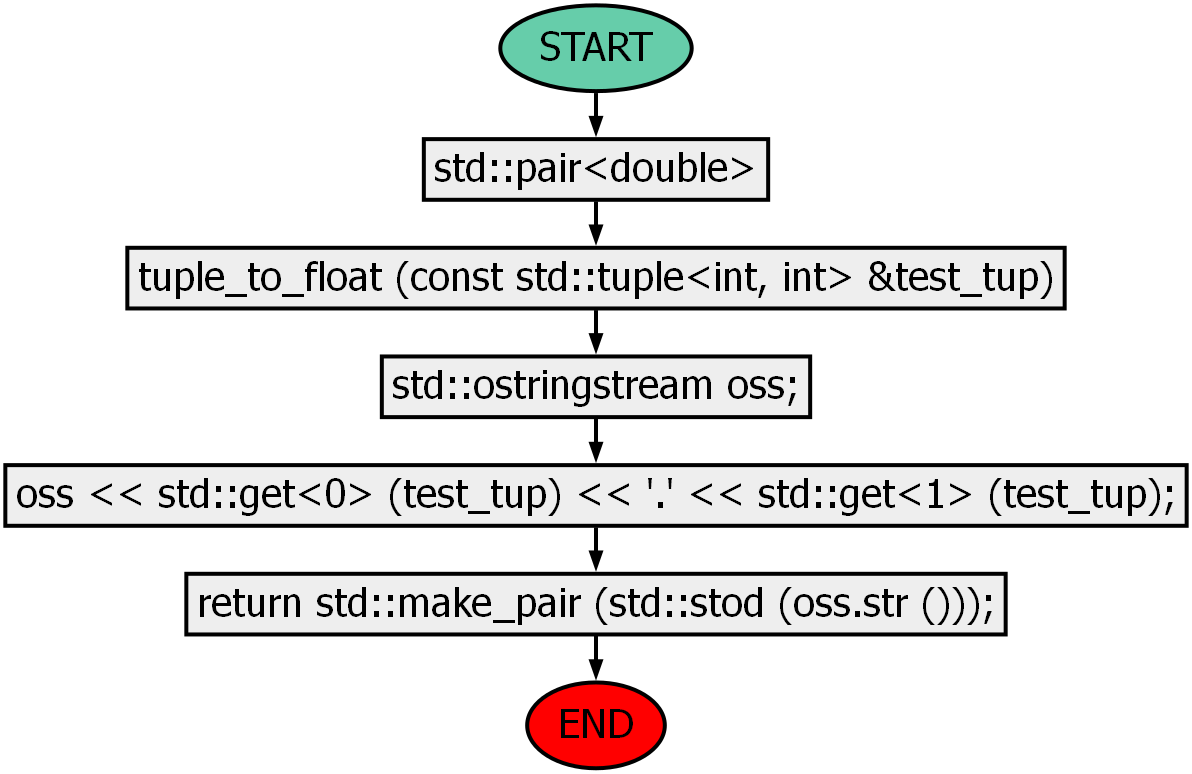 START
std::pair<double>
tuple_to_float (const std::tuple<int, int> &test_tup)
std::ostringstream oss;
oss << std::get<0> (test_tup) << '.' << std::get<1> (test_tup);
return std::make_pair (std::stod (oss.str ()));
END